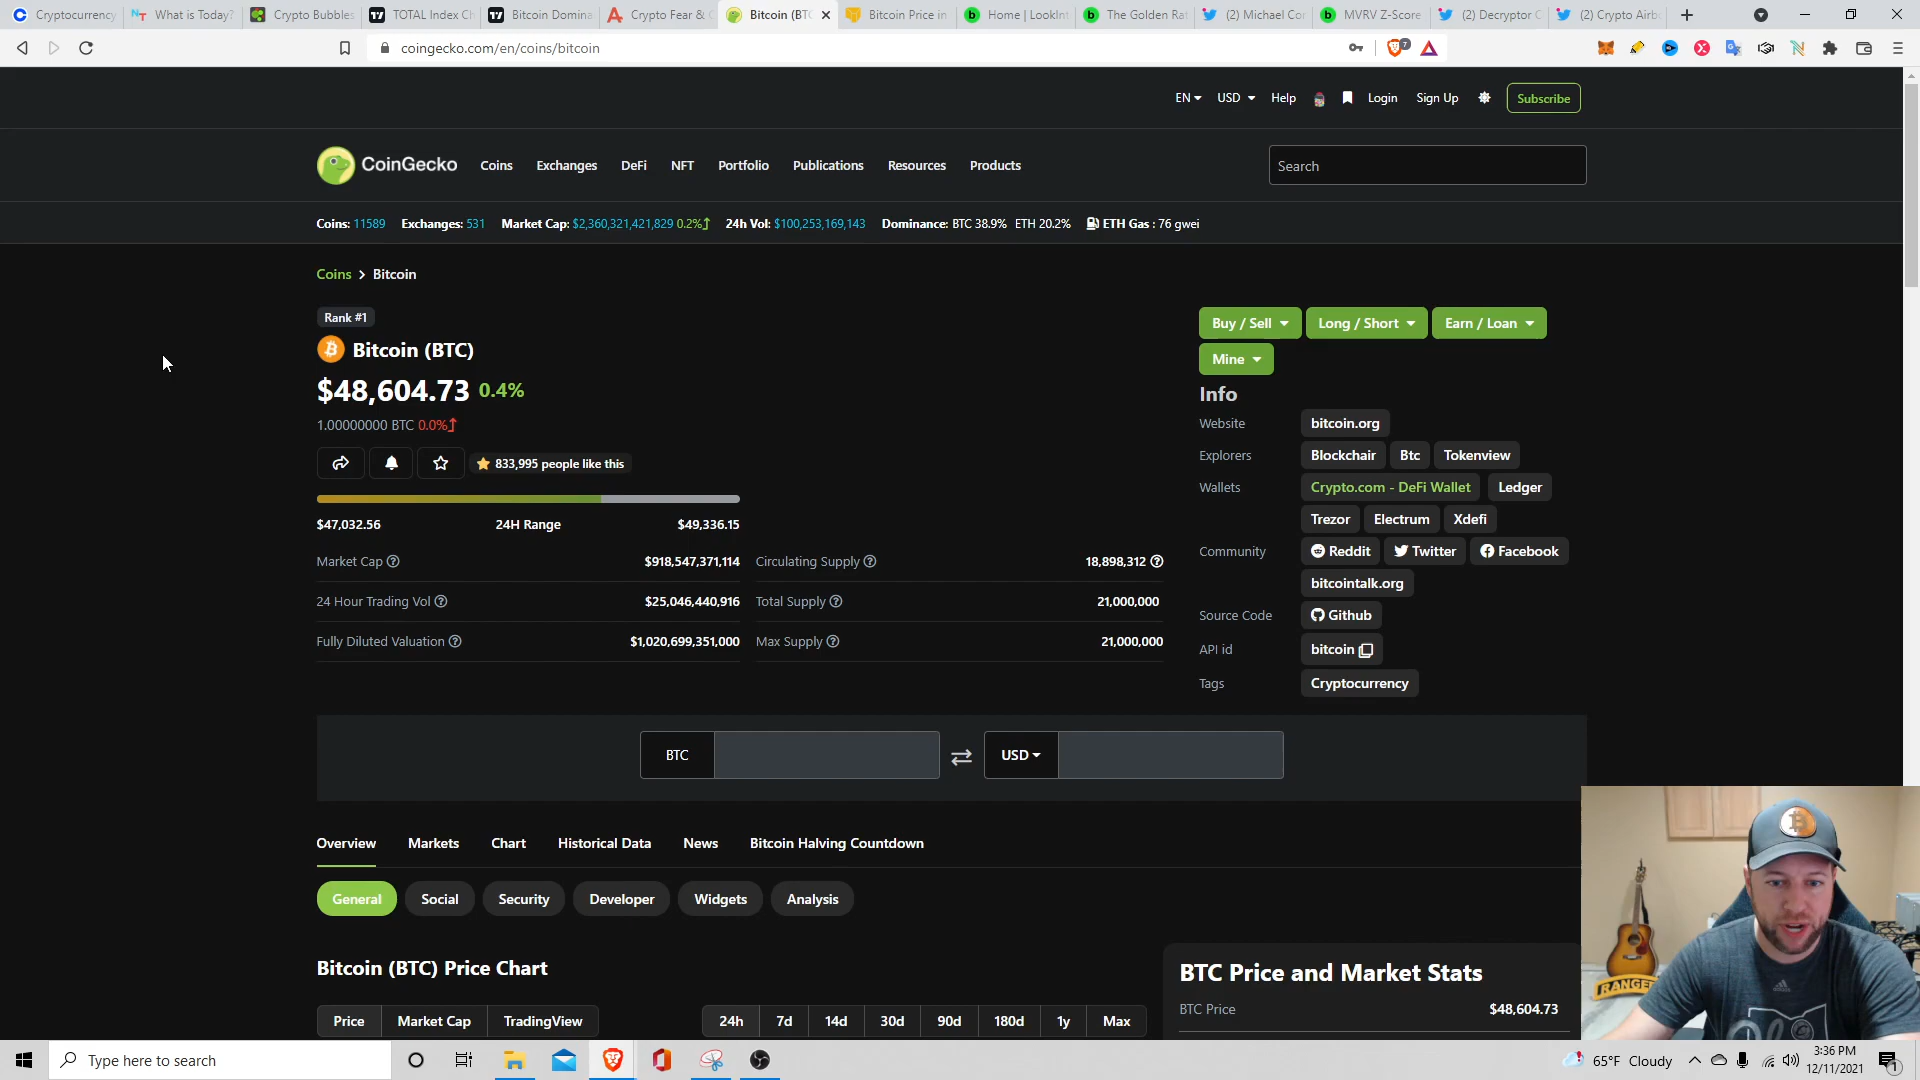 Cryptocurrency
What is Today?
Crypto Bubbles
TOTAL Index Ch
Bitcoin Domina
Crypto Fear & G
Bitcoin (BTC
Bitcoin Price in
Home | LookInt
The Golden Rat
(2) Michael Cor
MVRV Z-Score
(2) Decryptor C
(2) Crypto Airb
coingecko.com/en/coins/bitcoin
7
EN USD Help Login Sign Up Subscribe
CoinGecko Coins Exchanges DeFi NFT Portfolio Publications Resources Products Search
Coins: 11589 Exchanges: 531 Market Cap: $2,360,321,421,829 0.2% 24h Vol: $100,253,169,143 Dominance: BTC 38.9% ETH 20.2% ETH Gas : 76 gwei
Coins > Bitcoin
Rank #1
Bitcoin (BTC)
$48,604.73 0.4%
1.00000000 BTC 0.0%
833,995 people like this
$47,032.56 24H Range $49,336.15
Market Cap $918,547,371,114 Circulating Supply 18,898,312
24 Hour Trading Vol $25,046,440,916 Total Supply 21,000,000
Fully Diluted Valuation $1,020,699,351,000 Max Supply 21,000,000
Buy / Sell Long / Short Earn / Loan
Mine
Info
Website bitcoin.org
Explorers Blockchair Btc Tokenview
Wallets Crypto.com - DeFi Wallet Ledger
Trezor Electrum Xdefi
Community Reddit Twitter Facebook
bitcointalk.org
Source Code Github
API id bitcoin
Tags Cryptocurrency
BTC USD
Overview Markets Chart Historical Data News Bitcoin Halving Countdown
General Social Security Developer Widgets Analysis
Bitcoin (BTC) Price Chart
Price Market Cap TradingView 24h 7d 14d 30d 90d 180d 1y Max
BTC Price and Market Stats
BTC Price $48,604.73
RANGER
Type here to search
65°F Cloudy
3:36 PM
12/11/2021
1